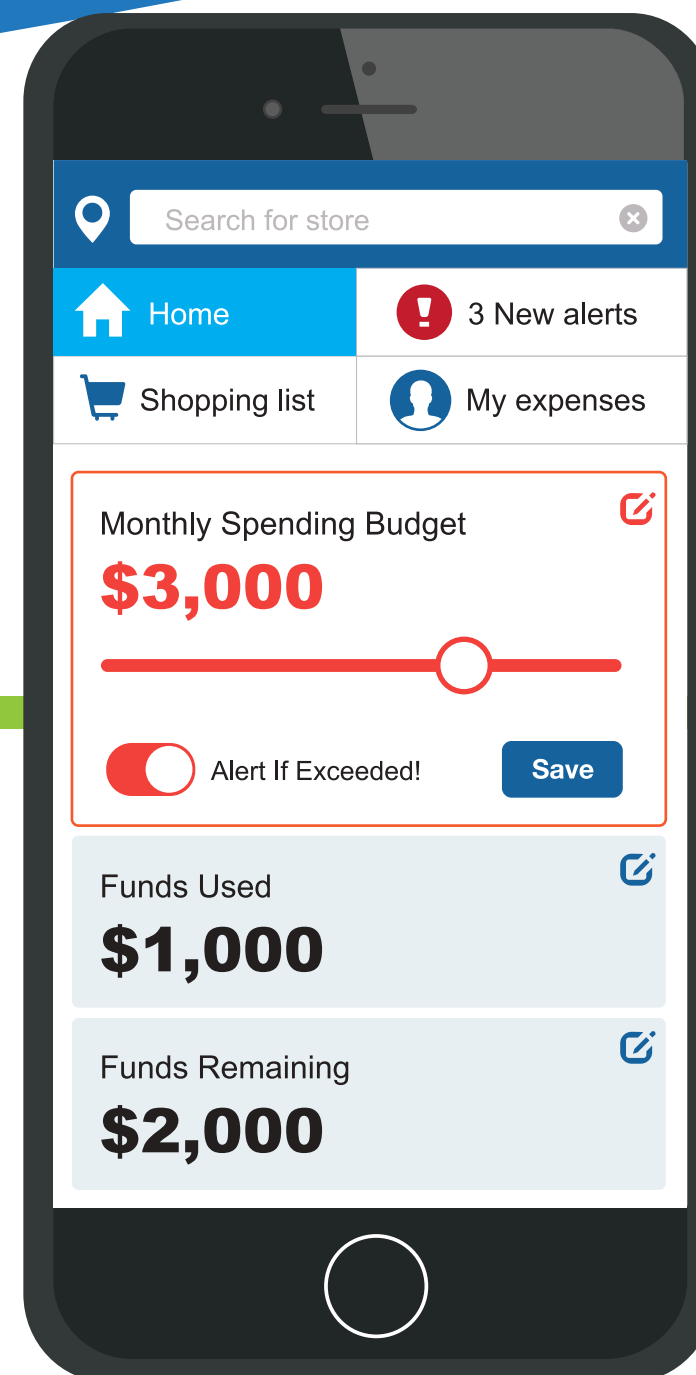 Search for store
Home
3 New alerts
Shopping list
My expenses
Monthly Spending Budget
$3,000
Alert If Exceeded!
Save
Funds Used
$1,000
Funds Remaining
$2,000